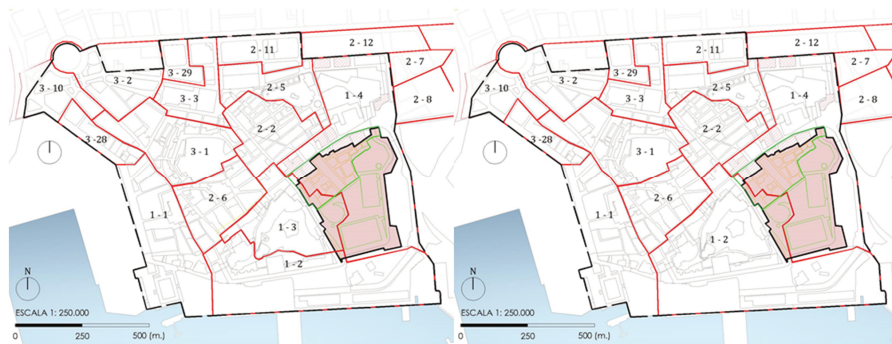 2 - 12
2 - 11
2 - 7
3 - 29
3 - 2
3 - 10
2 - 5
1 - 4
3 - 3
2 - 8
2 - 2
3 - 28
3 - 1
2 - 6
1 - 1
1 - 3
1 - 2
N
ESCALA 1: 250.000
0 250 500 (m.)
2 - 12
2 - 11
2 - 7
3 - 29
3 - 2
3 - 10
2 - 5
1 - 4
3 - 3
2 - 8
2 - 2
3 - 28
3 - 1
2 - 6
1 - 1
1 - 2
N
ESCALA 1: 250.000
0 250 500 (m.)